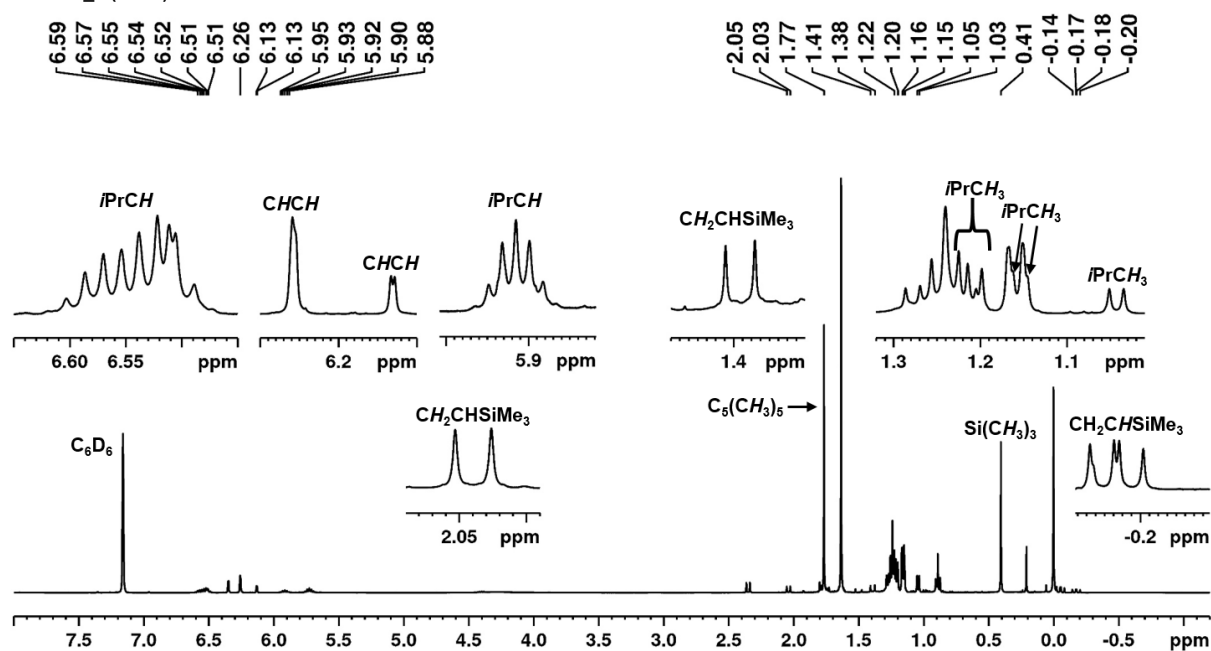 6.59 6.57 6.55 6.54 6.52 6.51 6.51 6.26 6.13 6.13 5.95 5.93 5.92 5.90 5.88
2.05 2.03 1.77 1.41 1.38 1.22 1.20 1.16 1.15 1.05 1.03 0.41 -0.14 -0.17 -0.18 -0.20
iPrCH
CHCH
CHCH
iPrCH
CH2CHSiMe3
iPrCH3
iPrCH3
iPrCH3
6.60 6.55 ppm
6.2 ppm
5.9 ppm
1.4 ppm
1.3 1.2 1.1 ppm
C6D6
CH2CHSiMe3
C5(CH3)5
Si(CH3)3
CH2CHSiMe3
2.05 ppm
-0.2 ppm
7.5 7.0 6.5 6.0 5.5 5.0 4.5 4.0 3.5 3.0 2.5 2.0 1.5 1.0 0.5 0.0 -0.5 ppm